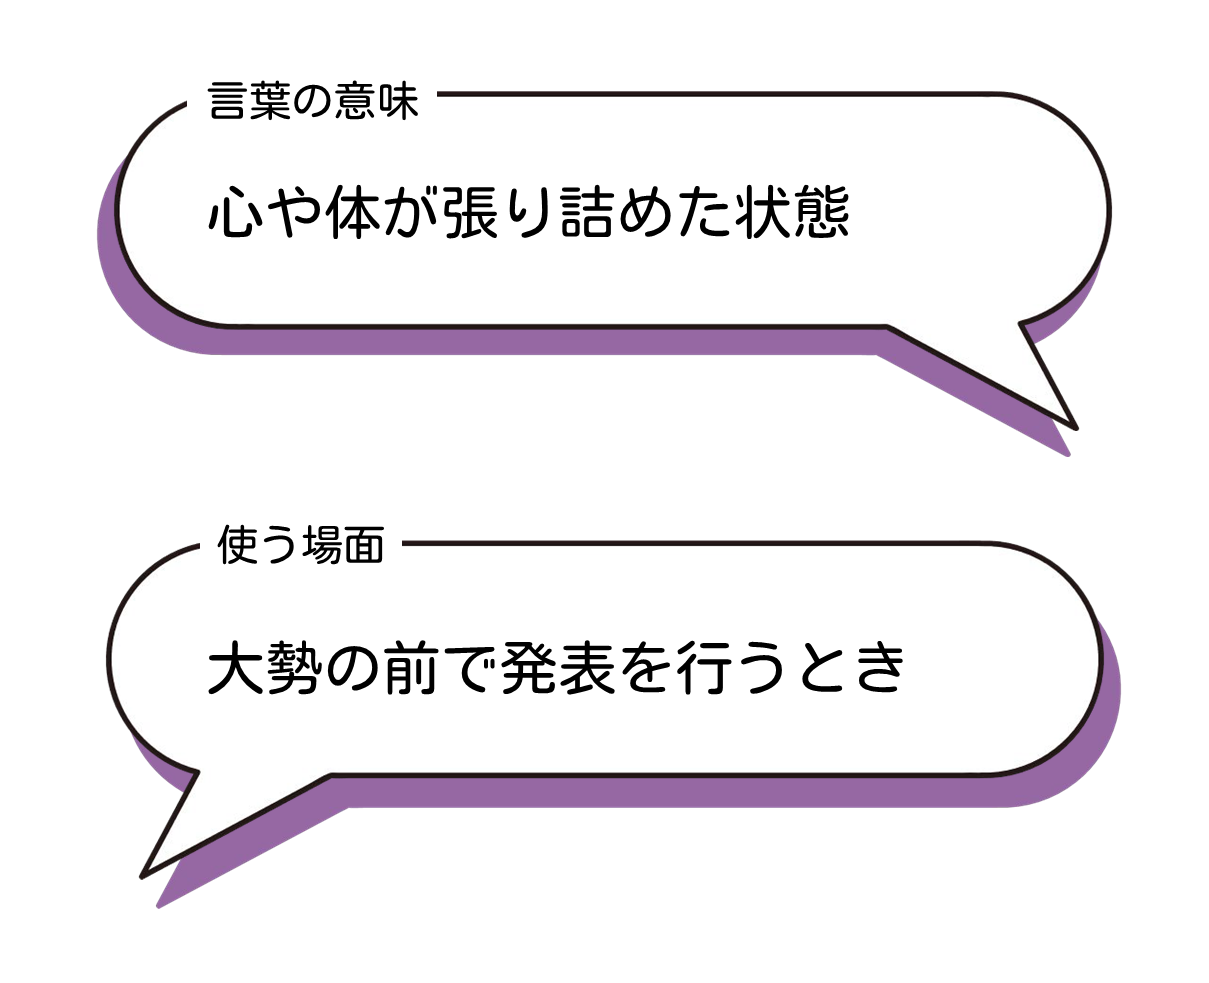 言葉の意味
心や体が張り詰めた状態
使う場面
大勢の前で発表を行うとき